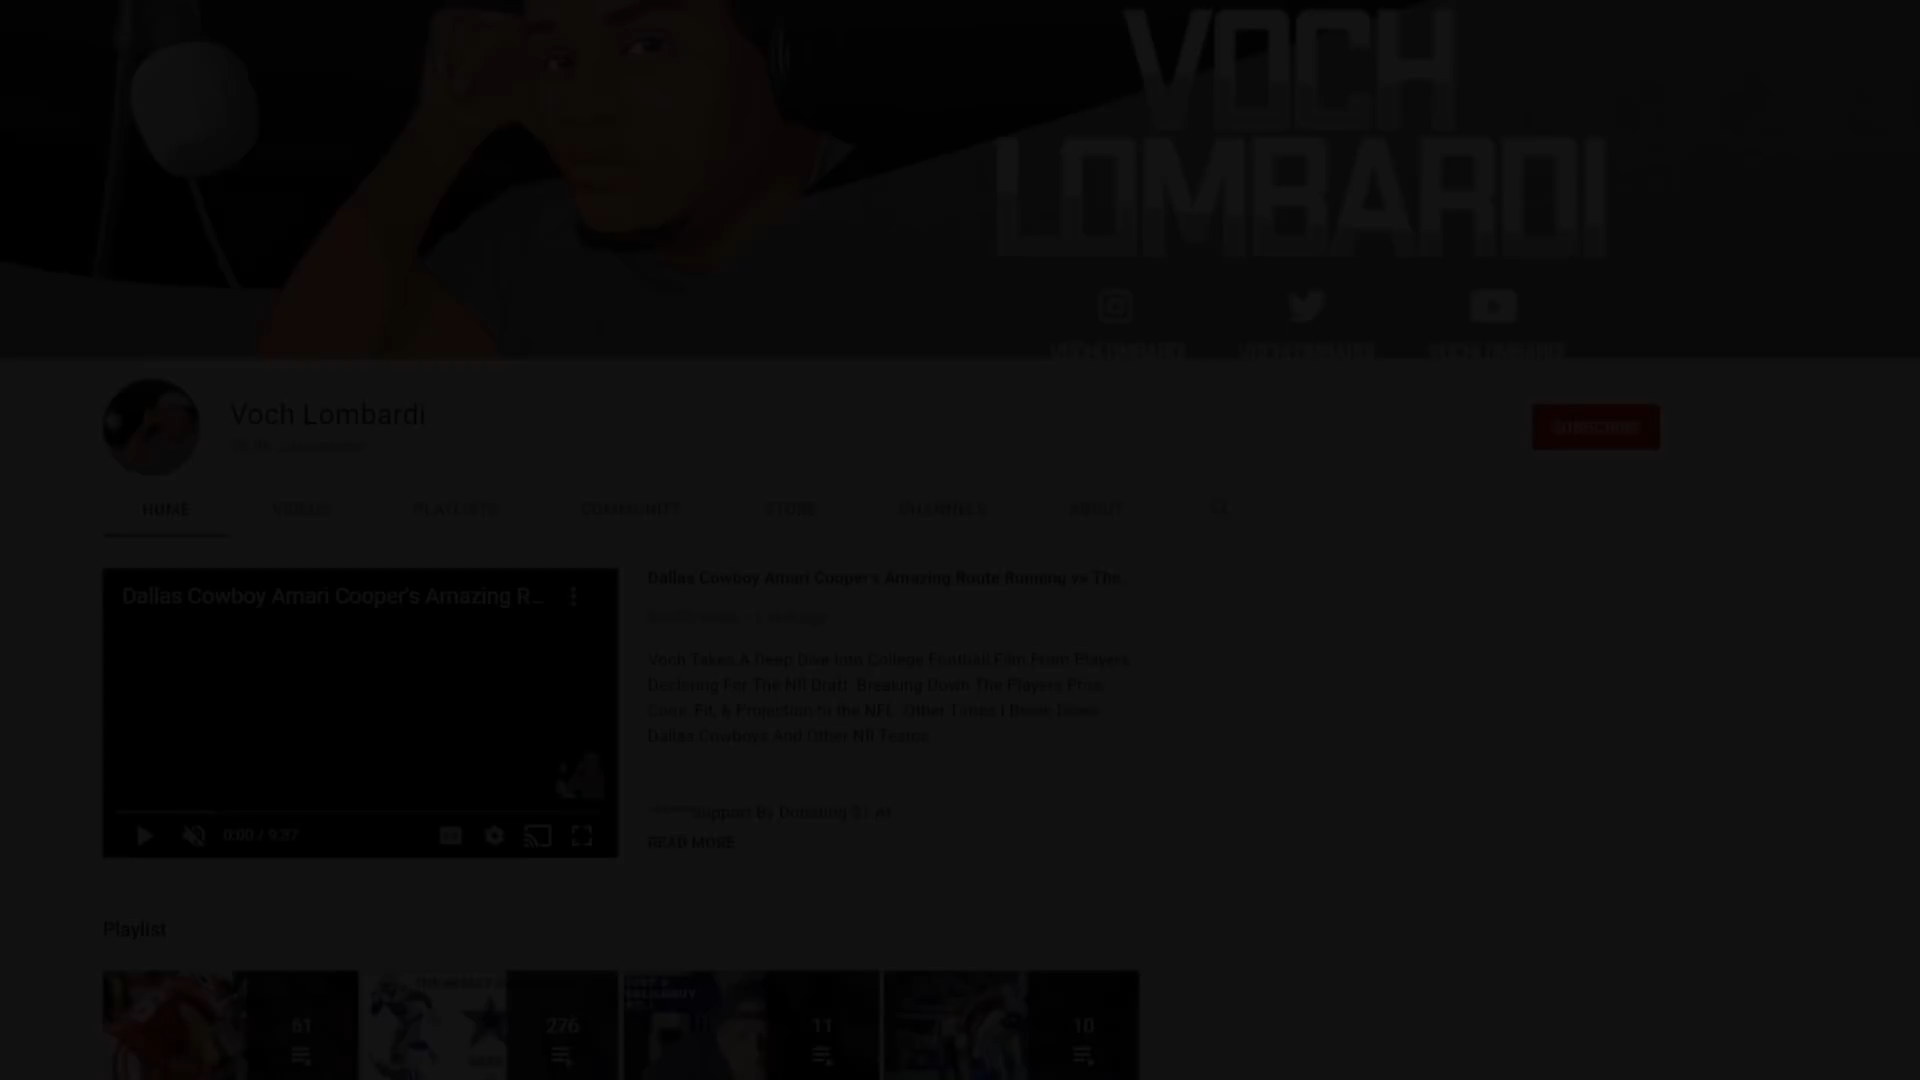 VOCH
LOMBARDI
Voch Lombardi
SUBSCRIBE
HOME VIDEOS PLAYLISTS COMMUNITY STORE CHANNELS ABOUT
Dallas Cowboy Amari Cooper's Amazing R...
Dallas Cowboy Amari Cooper's Amazing Route Running vs The..
Voch Takes A Deep Dive Into College Football Film From Players
Declaring For The Nfl Draft. Breaking Down The Players Pros
Cons, Fit, & Projection to the NFL. Other Times I Break Down
Dallas Cowboys And Other Nfl Teams
Support By Donating $1 At
READ MORE
0:00 / 9:37
Playlist
THE WEEKLY
61
276
11
10